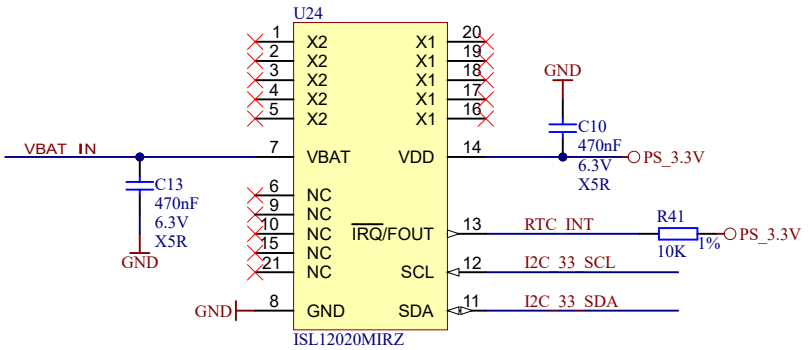 U24
1 X2 X1 20
2 X2 X1 19
3 X2 X1 18
4 X2 X1 17
5 X2 X1 16
GND
C10
470nF
6.3V
X5R
VBAT_IN 7 VBAT VDD 14 PS_3.3V
C13
470nF
6.3V
X5R
GND
6 NC
9 NC
10 NC
15 NC
21 NC
IRQ/FOUT 13 RTC_INT R41 10K 1% PS_3.3V
SCL 12 I2C_33_SCL
GND 8 GND SDA 11 I2C_33_SDA
ISL12020MIRZ